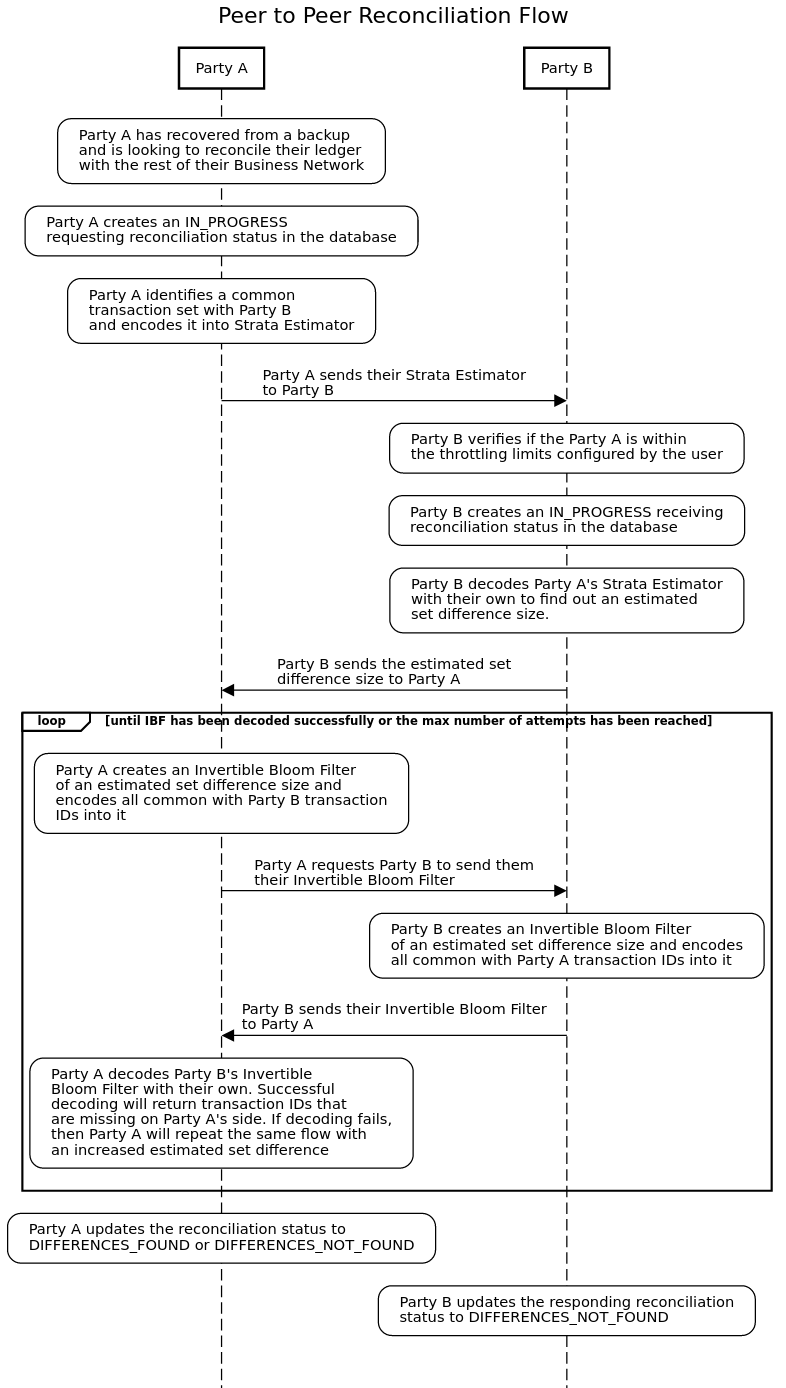 Peer to Peer Reconciliation Flow
Party A
Party B
Party A has recovered from a backup
and is looking to reconcile their ledger
with the rest of their Business Network
Party A creates an IN_PROGRESS
requesting reconciliation status in the database
Party A identifies a common
transaction set with Party B
and encodes it into Strata Estimator
Party A sends their Strata Estimator
to Party B
Party B verifies if the Party A is within
the throttling limits configured by the user
Party B creates an IN_PROGRESS receiving
reconciliation status in the database
Party B decodes Party A's Strata Estimator
with their own to find out an estimated
set difference size.
Party B sends the estimated set
difference size to Party A
loop
[until IBF has been decoded successfully or the max number of attempts has been reached]
Party A creates an Invertible Bloom Filter
of an estimated set difference size and
encodes all common with Party B transaction
IDs into it
Party A requests Party B to send them
their Invertible Bloom Filter
Party B creates an Invertible Bloom Filter
of an estimated set difference size and encodes
all common with Party A transaction IDs into it
Party B sends their Invertible Bloom Filter
to Party A
Party A decodes Party B's Invertible
Bloom Filter with their own. Successful
decoding will return transaction IDs that
are missing on Party A's side. If decoding fails,
then Party A will repeat the same flow with
an increased estimated set difference
Party A updates the reconciliation status to
DIFFERENCES_FOUND or DIFFERENCES_NOT_FOUND
Party B updates the responding reconciliation
status to DIFFERENCES_NOT_FOUND